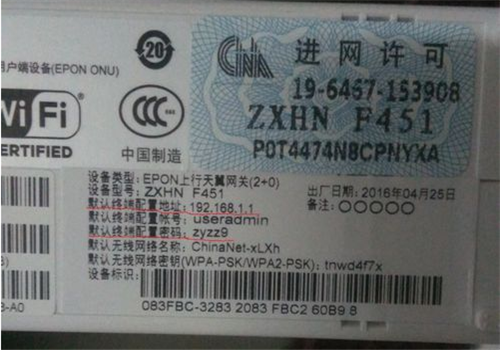 20
CNA 进网许可
19-6467-153908
ZXHN F451
P0T4474N8CPNYXA
用户端设备(EPON ONU)
WiFi
CERTIFIED
CCC
中国制造
设备类型: EPON上行天翼网关(2+0)
设备型号: ZXHN F451
出厂日期: 2016年04月25日
默认终端配置地址: 192.168.1.1
备注: ○○○○○
默认终端配置帐号: useradmin
默认终端配置密码: zyzz9
默认无线网络名称: ChinaNet-xLXh
默认无线网络密钥(WPA-PSK/WPA2-PSK): tnwd4f7x
设备标识:
083FBC-3283 2083 FBC2 60B9 8
-A0